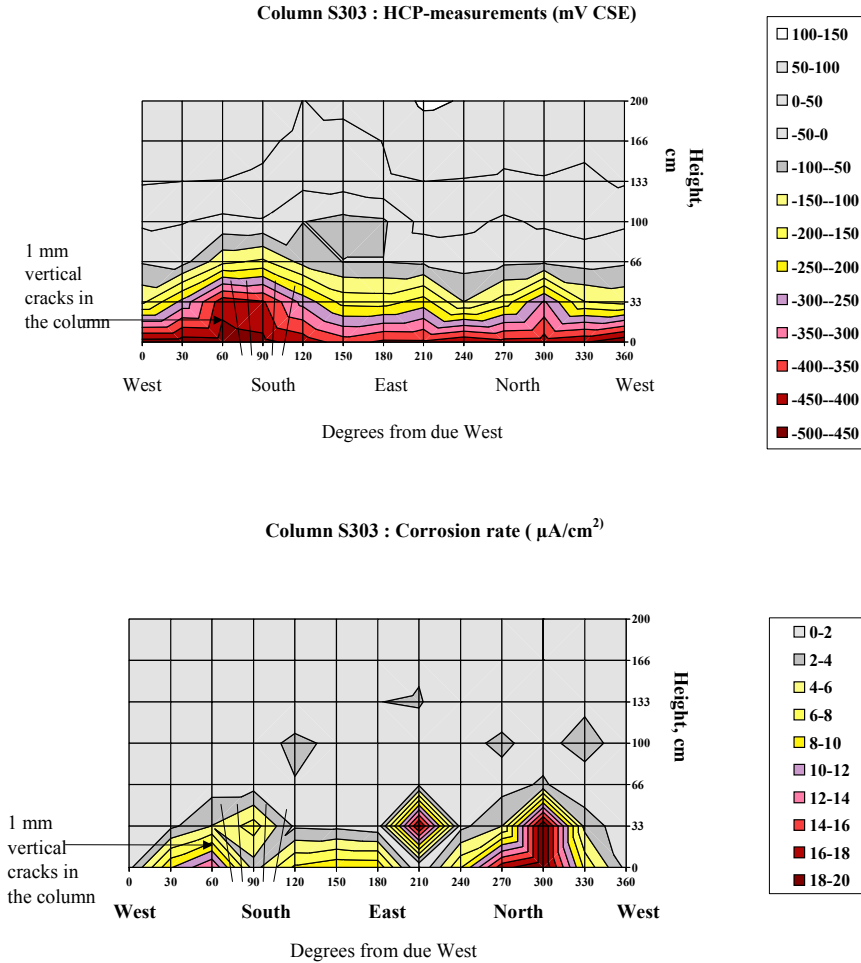 Column S303 : HCP-measurements (mV CSE)
100-150
50-100
0-50
-50-0
-100--50
-150--100
-200--150
-250--200
-300--250
-350--300
-400--350
-450--400
-500--450
200
166
133
100
66
33
0
Height,
cm
1 mm
vertical
cracks in
the column
0 30 60 90 120 150 180 210 240 270 300 330 360
West South East North West
Degrees from due West
Column S303 : Corrosion rate ( µA/cm²)
0-2
2-4
4-6
6-8
8-10
10-12
12-14
14-16
16-18
18-20
200
166
133
100
66
33
0
Height, cm
1 mm
vertical
cracks in
the column
0 30 60 90 120 150 180 210 240 270 300 330 360
West South East North West
Degrees from due West